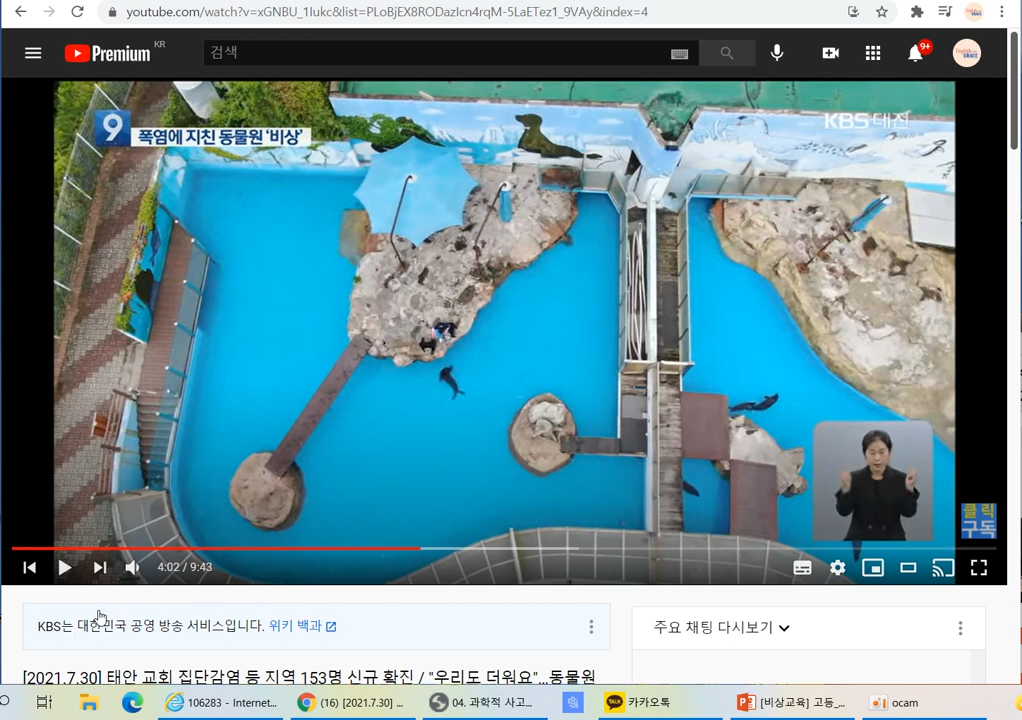 youtube.com/watch?v=xGNBU_1Iukc&list=PLoBjEX8RODazIcn4rqM-5LaETez1_9VAy&index=4
Premium KR
검색
9+
9 폭염에 지친 동물원 '비상'
KBS 대전
클릭
구독
4:02 / 9:43
KBS는 대한민국 공영 방송 서비스입니다. 위키 백과
주요 채팅 다시보기
[2021.7.30] 태안 교회 집단감염 등 지역 153명 신규 확진 / "우리도 더워요"...동물원
106283 - Internet...
(16) [2021.7.30] ...
04. 과학적 사고...
TALK 카카오톡
[비상교육] 고등_...
ocam